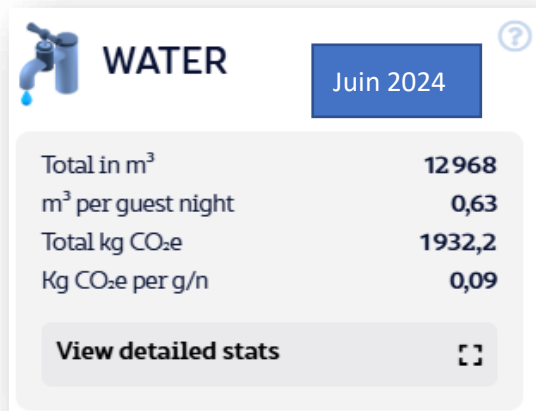 WATER
Juin 2024
Total in m³ 12 968
m³ per guest night 0,63
Total kg CO₂e 1932,2
Kg CO₂e per g/n 0,09
View detailed stats